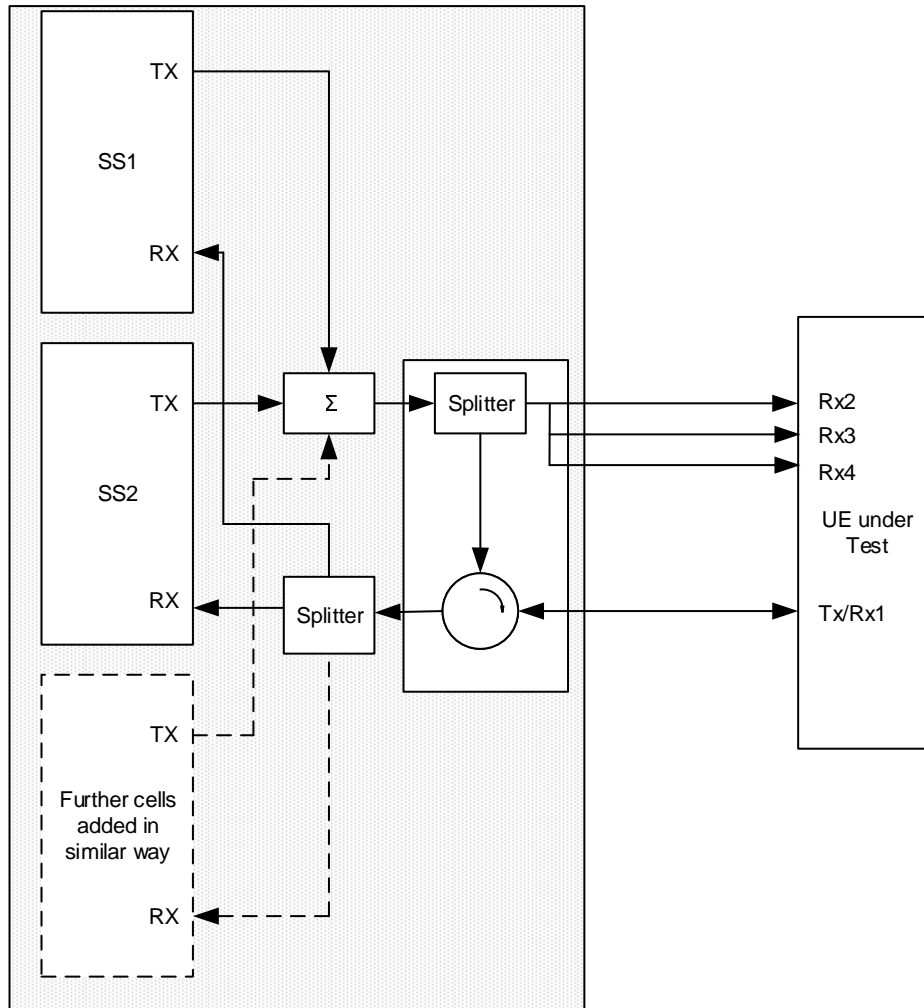 TX
SS1
RX
TX
SS2
RX
TX
Further cells
added in
similar way
RX
Σ
Splitter
Splitter
Rx2
Rx3
Rx4
UE under
Test
Tx/Rx1